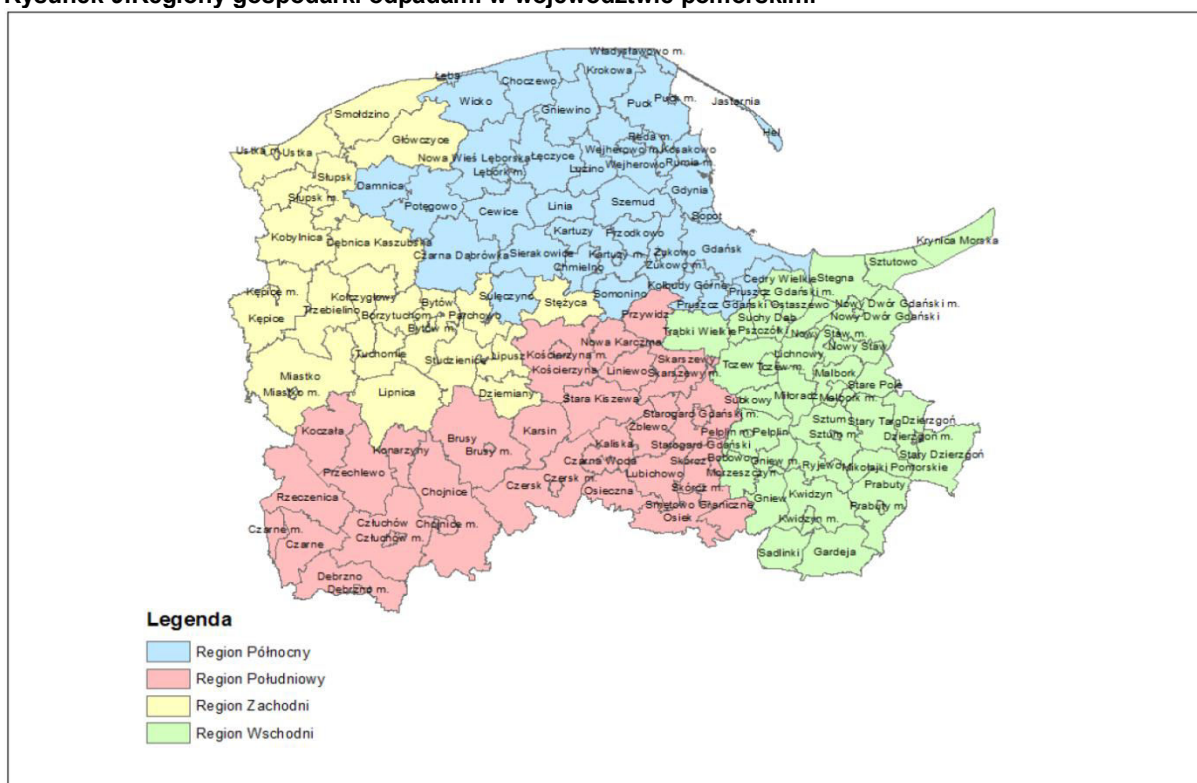 Władysławowo m.
Łeba
Choczewo
Krokowa
Wicko
Gniewino
Puck
Puck m.
Jastarnia
Hel
Smołdzino
Główczyce
Reda m.
Ustka m.
Ustka
Nowa Wieś Lęborska
Łęczyce
Wejherowo m.
Kosakowo
Słupsk
Lębork m.
Luzino
Wejherowo
Rumia m.
Damnica
Słupsk m.
Potęgowo
Cewice
Linia
Szemud
Gdynia
Sopot
Kobylnica
Dębnica Kaszubska
Kartuzy
Przodkowo
Krynica Morska
Czarna Dąbrówka
Sierakowice
Kartuzy m.
Żukowo
Gdańsk
Sztutowo
Chmielno
Żukowo m.
Kępice m.
Kołczygłowy
Bytów
Sulęczyno
Stężyca
Somonino
Kolbudy Górne
Cedry Wielkie
Stegna
Pruszcz Gdański m.
Kępice
Trzebielino
Borzytuchom
Parchowo
Pruszcz Gdański
Ostaszewo
Nowy Dwór Gdański m.
Bytów m.
Przywidz
Suchy Dąb
Nowy Dwór Gdański
Trąbki Wielkie
Pszczółki
Nowy Staw m.
Tuchomie
Studzienice
Lipusz
Kościerzyna m.
Nowa Karczma
Nowy Staw
Kościerzyna
Liniewo
Skarszewy
Tczew
Lichnowy
Miastko
Skarszewy m.
Tczew m.
Malbork
Miastko m.
Lipnica
Dziemiany
Stara Kiszewa
Subkowy
Miłoradz
Malbork m.
Stare Pole
Koczała
Brusy
Karsin
Starogard Gdański m.
Sztum
Stary Targ
Dzierzgoń
Konarzyny
Brusy m.
Zblewo
Pelplin m.
Pelplin
Sztum m.
Dzierzgoń m.
Kaliska
Starogard Gdański
Stary Dzierzgoń
Przechlewo
Czarna Woda
Skórcz
Bobowo
Gniew m.
Ryjewo
Mikołajki Pomorskie
Rzeczenica
Chojnice
Czersk
Czersk m.
Lubichowo
Morzeszczyn
Prabuty
Osieczna
Skórcz m.
Gniew
Kwidzyn
Człuchów
Chojnice m.
Smętowo Graniczne
Prabuty m.
Czarne m.
Człuchów m.
Osiek
Kwidzyn m.
Czarne
Sadlinki
Gardeja
Debrzno
Debrzno m.
Legenda
Region Północny
Region Południowy
Region Zachodni
Region Wschodni